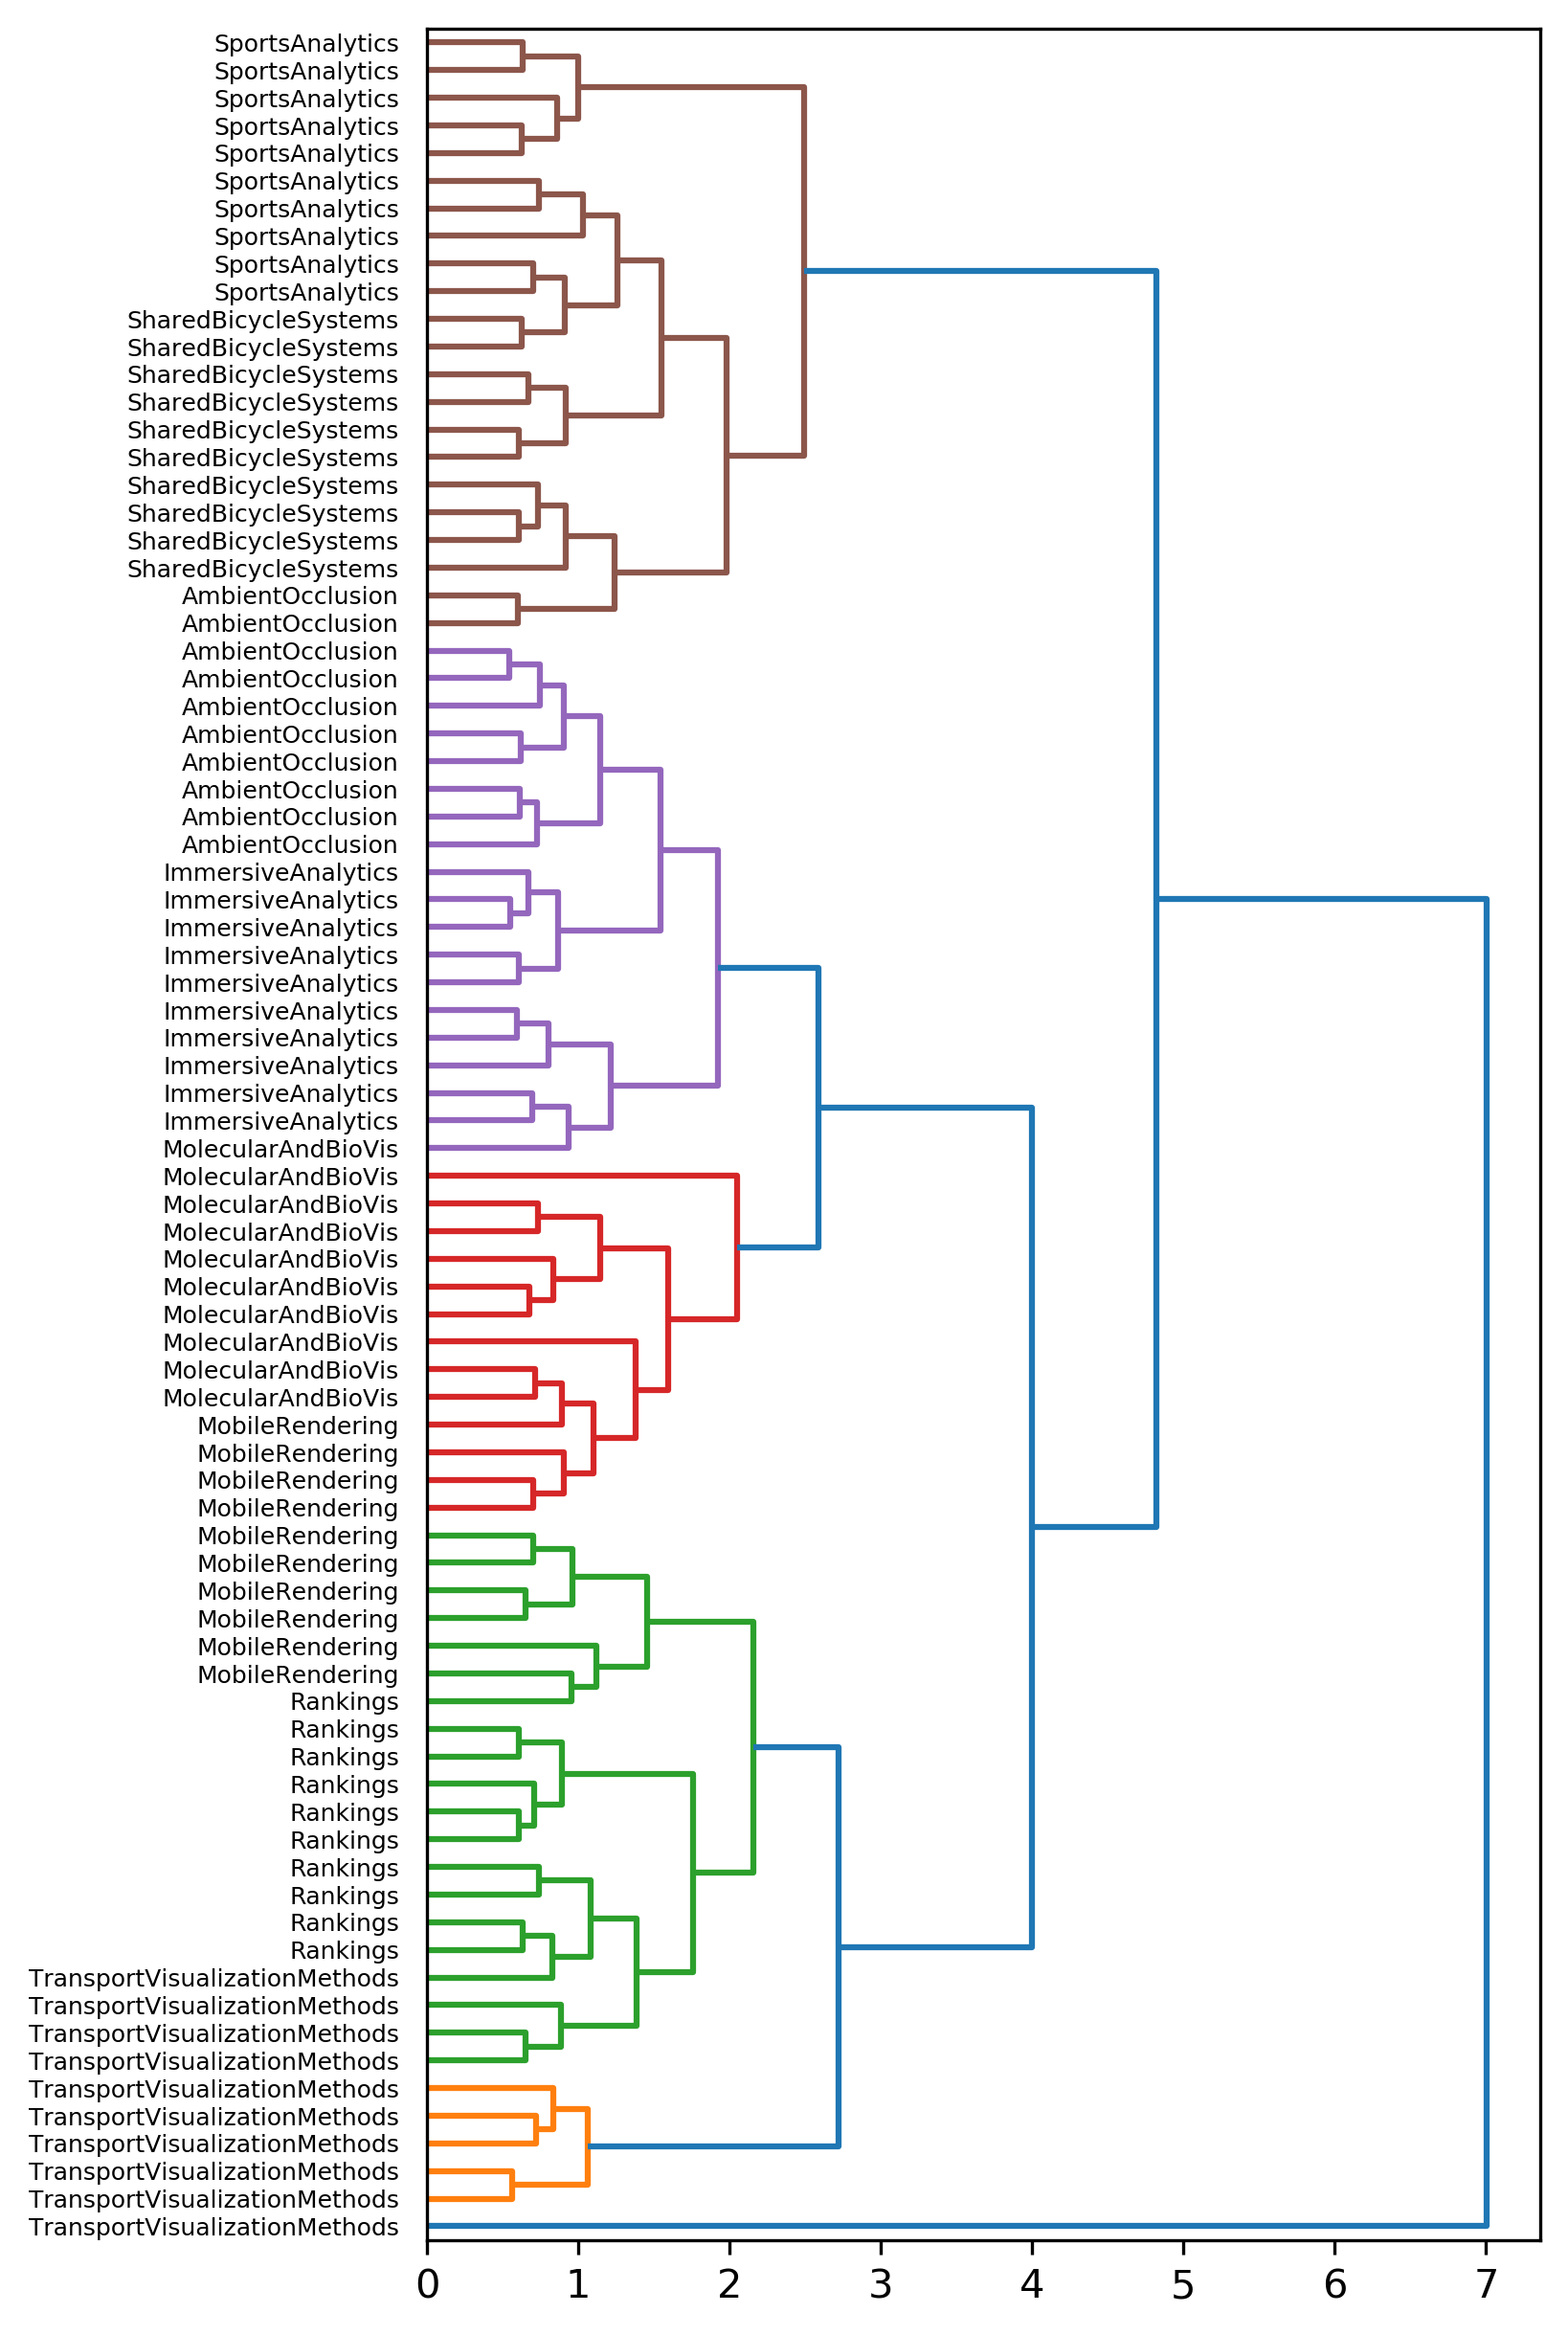 SportsAnalytics
SportsAnalytics
SportsAnalytics
SportsAnalytics
SportsAnalytics
SportsAnalytics
SportsAnalytics
SportsAnalytics
SportsAnalytics
SportsAnalytics
SharedBicycleSystems
SharedBicycleSystems
SharedBicycleSystems
SharedBicycleSystems
SharedBicycleSystems
SharedBicycleSystems
SharedBicycleSystems
SharedBicycleSystems
SharedBicycleSystems
SharedBicycleSystems
AmbientOcclusion
AmbientOcclusion
AmbientOcclusion
AmbientOcclusion
AmbientOcclusion
AmbientOcclusion
AmbientOcclusion
AmbientOcclusion
AmbientOcclusion
AmbientOcclusion
ImmersiveAnalytics
ImmersiveAnalytics
ImmersiveAnalytics
ImmersiveAnalytics
ImmersiveAnalytics
ImmersiveAnalytics
ImmersiveAnalytics
ImmersiveAnalytics
ImmersiveAnalytics
ImmersiveAnalytics
MolecularAndBioVis
MolecularAndBioVis
MolecularAndBioVis
MolecularAndBioVis
MolecularAndBioVis
MolecularAndBioVis
MolecularAndBioVis
MolecularAndBioVis
MolecularAndBioVis
MolecularAndBioVis
MobileRendering
MobileRendering
MobileRendering
MobileRendering
MobileRendering
MobileRendering
MobileRendering
MobileRendering
MobileRendering
MobileRendering
Rankings
Rankings
Rankings
Rankings
Rankings
Rankings
Rankings
Rankings
Rankings
Rankings
TransportVisualizationMethods
TransportVisualizationMethods
TransportVisualizationMethods
TransportVisualizationMethods
TransportVisualizationMethods
TransportVisualizationMethods
TransportVisualizationMethods
TransportVisualizationMethods
TransportVisualizationMethods
TransportVisualizationMethods
0 1 2 3 4 5 6 7